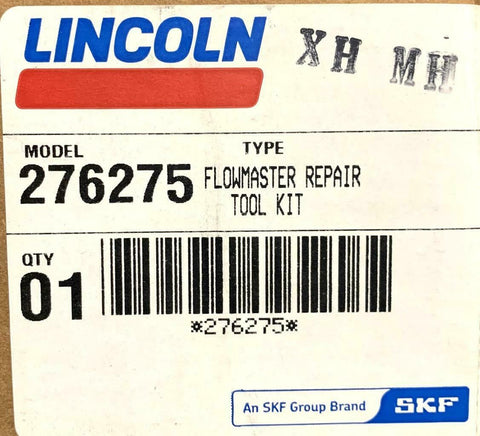 LINCOLN
XH MH
MODEL
TYPE
276275
FLOWMASTER REPAIR
TOOL KIT
QTY
01
*276275*
An SKF Group Brand
SKF